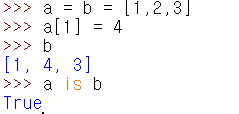 >>> a = b = [1,2,3]
>>> a[1] = 4
>>> b
[1, 4, 3]
>>> a is b
True